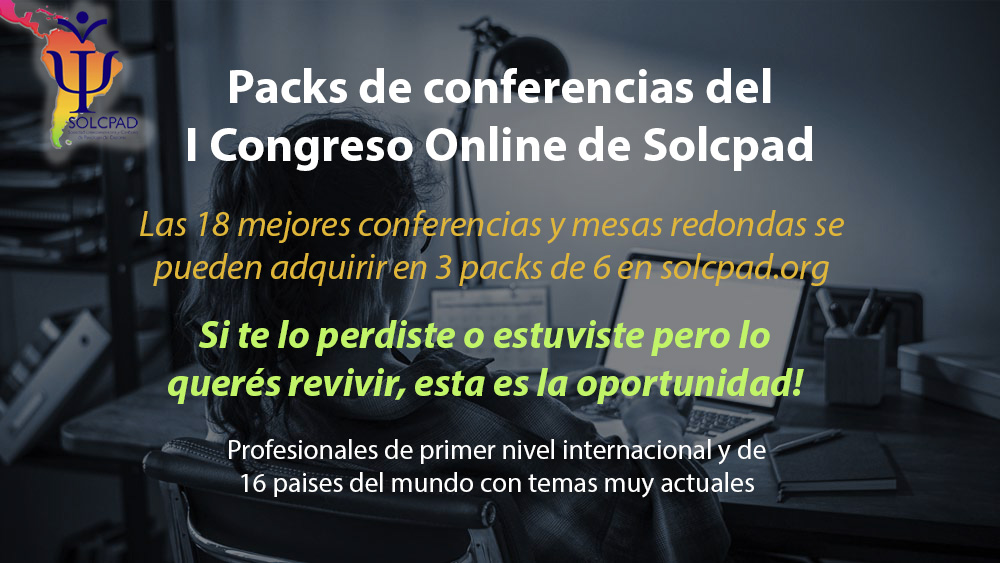 SOLCPAD
Packs de conferencias del
I Congreso Online de Solcpad
Las 18 mejores conferencias y mesas redondas se
pueden adquirir en 3 packs de 6 en solcpad.org
Si te lo perdiste o estuviste pero lo
querés revivir, esta es la oportunidad!
Profesionales de primer nivel internacional y de
16 paises del mundo con temas muy actuales